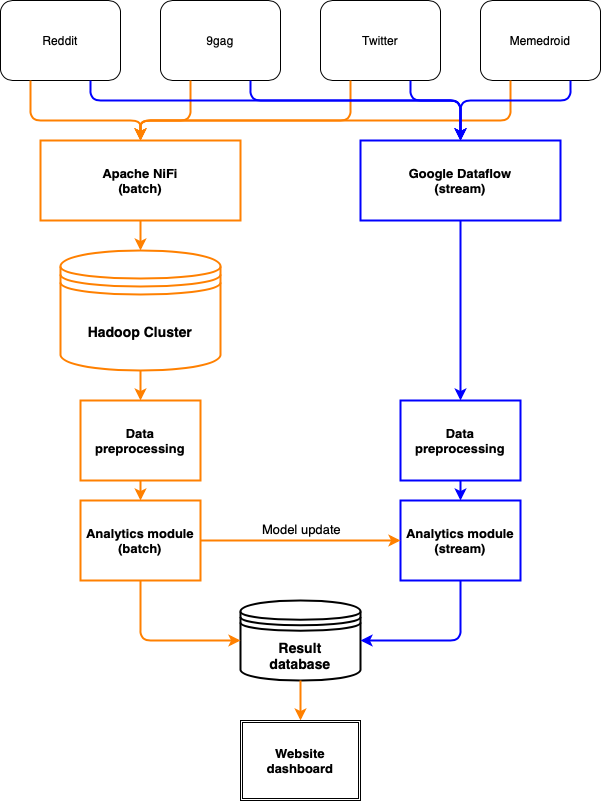 Reddit
9gag
Twitter
Memedroid
Apache NiFi
(batch)
Google Dataflow
(stream)
Hadoop Cluster
Data
preprocessing
Data
preprocessing
Analytics module
(batch)
Model update
Analytics module
(stream)
Result
database
Website
dashboard